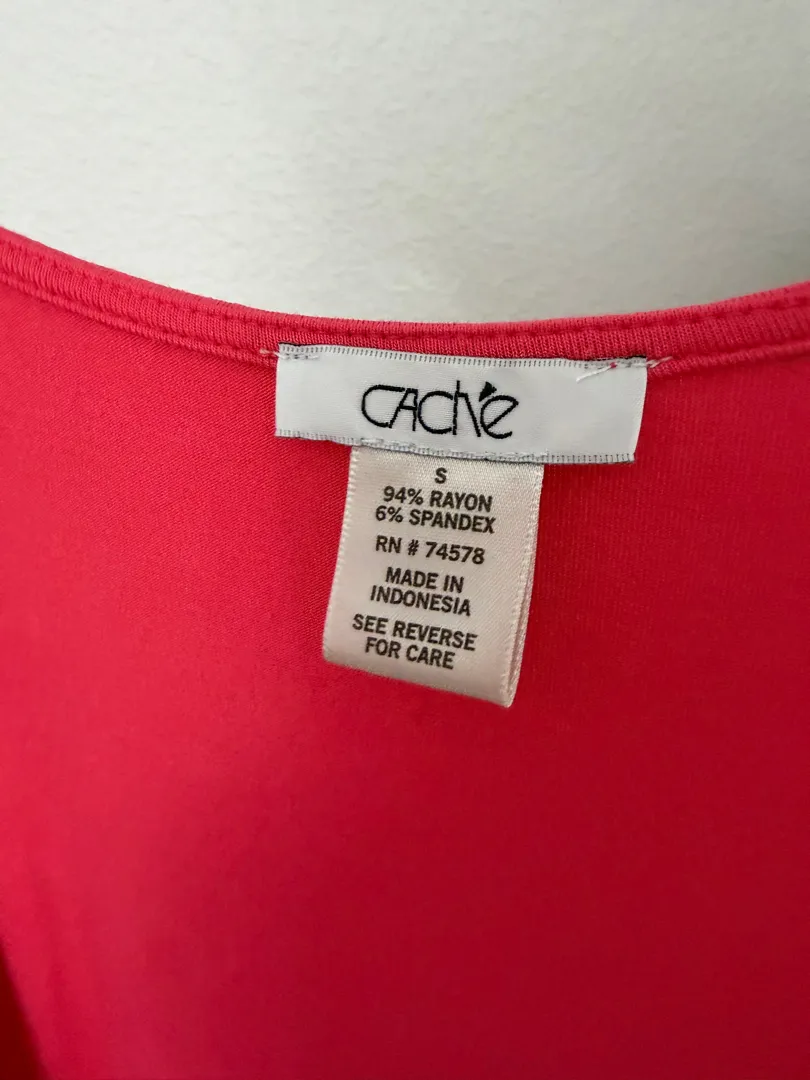 CACHÉ
S
94% RAYON
6% SPANDEX
RN # 74578
MADE IN
INDONESIA
SEE REVERSE
FOR CARE